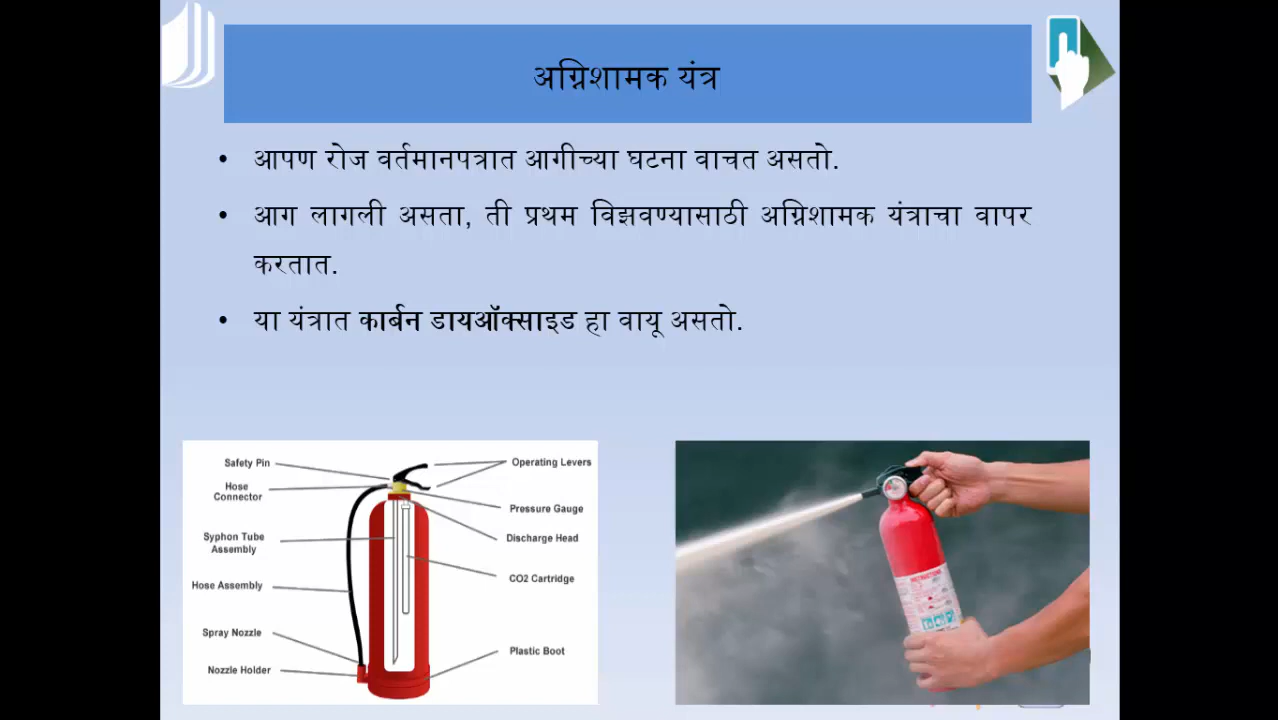 अग्निशामक यंत्र
• आपण रोज वर्तमानपत्रात आगीच्या घटना वाचत असतो.
• आग लागली असता, ती प्रथम विझवण्यासाठी अग्निशामक यंत्राचा वापर
करतात.
• या यंत्रात कार्बन डायऑक्साइड हा वायू असतो.
Safety Pin
Operating Levers
Hose
Connector
Pressure Gauge
Syphon Tube
Assembly
Discharge Head
CO2 Cartridge
Hose Assembly
Spray Nozzle
Plastic Boot
Nozzle Holder
INSTRUCTIONS